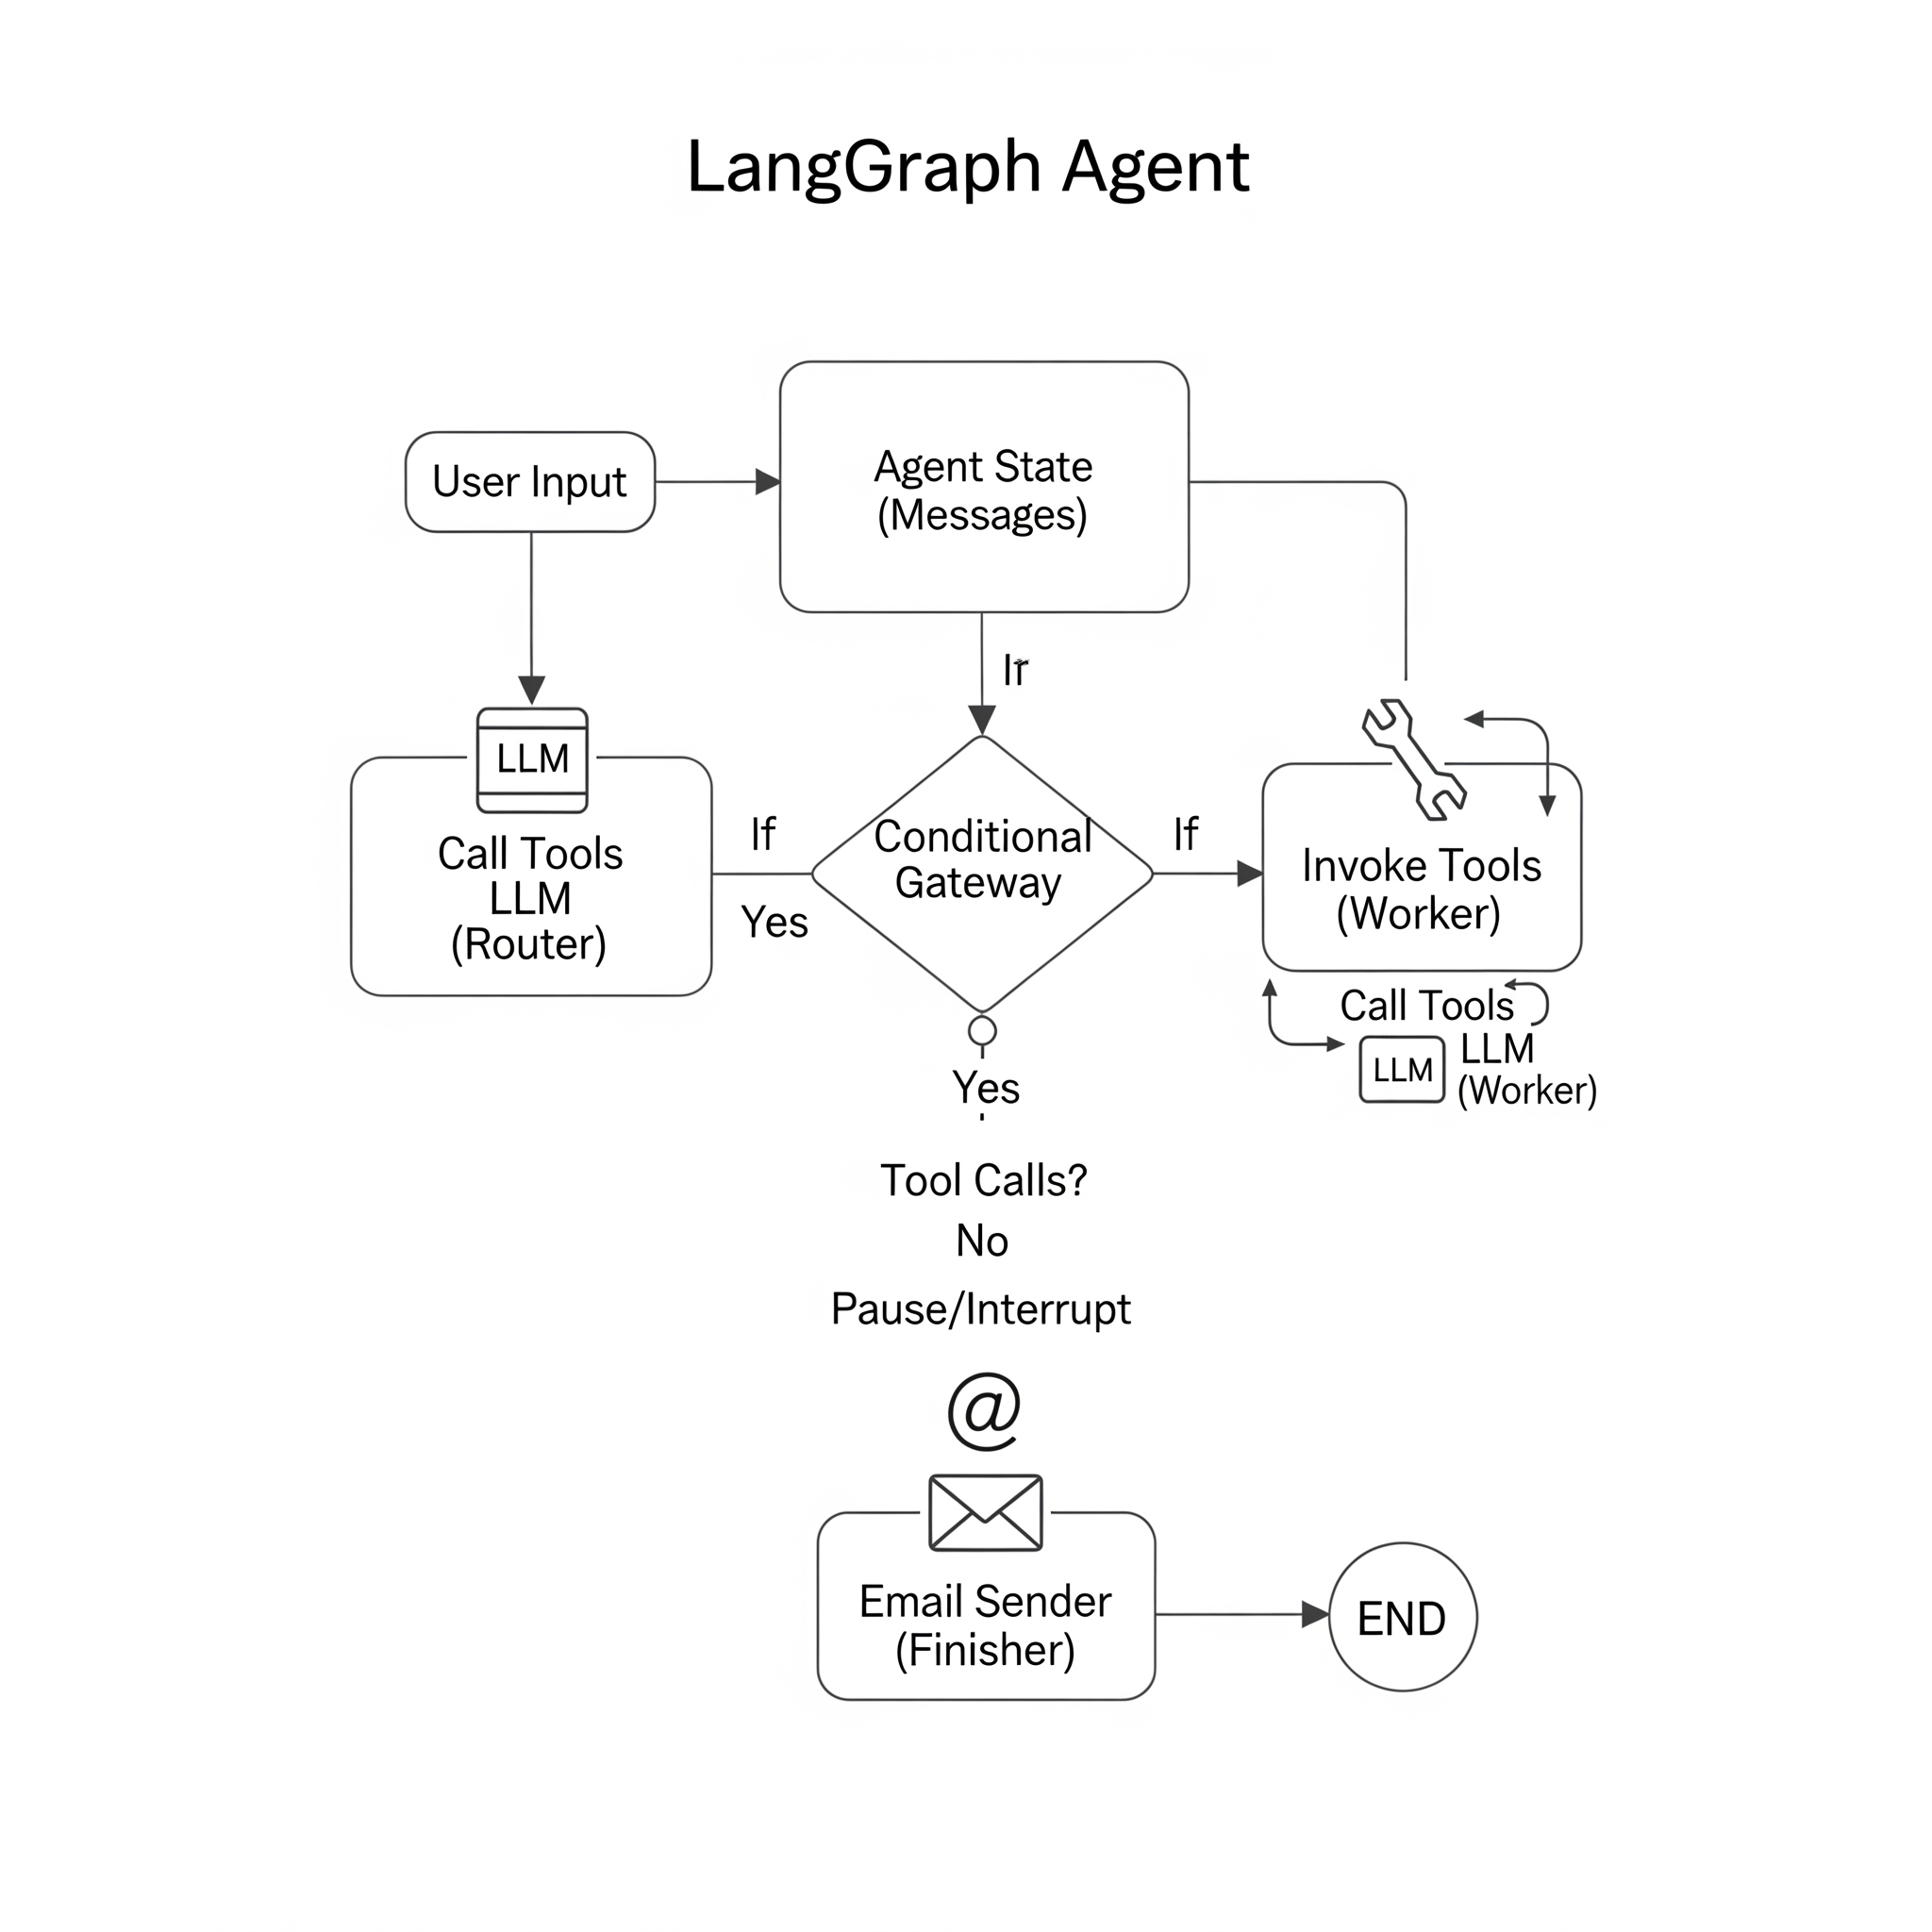 LangGraph Agent
User Input
Agent State
(Messages)
LLM
Call Tools
LLM
(Router)
If
Yes
Conditional
Gateway
If
Invoke Tools
(Worker)
Call Tools
LLM
LLM
(Worker)
Yes
Tool Calls?
No
Pause/Interrupt
@
Email Sender
(Finisher)
END